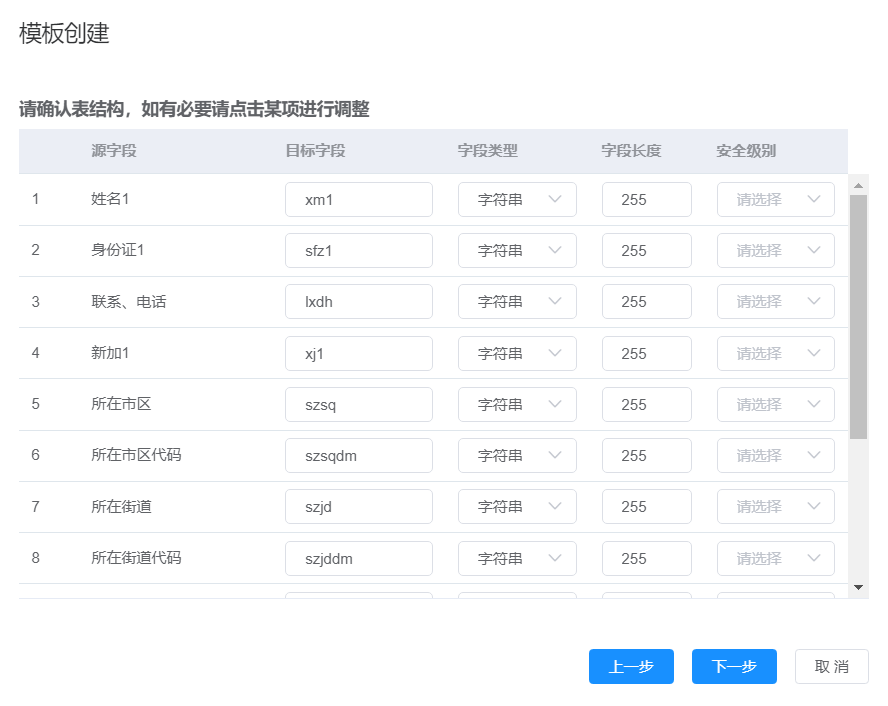 模板创建
请确认表结构，如有必要请点击某项进行调整
源字段 目标字段 字段类型 字段长度 安全级别
1 姓名1 xm1 字符串 255 请选择
2 身份证1 sfz1 字符串 255 请选择
3 联系、电话 lxdh 字符串 255 请选择
4 新加1 xj1 字符串 255 请选择
5 所在市区 szsq 字符串 255 请选择
6 所在市区代码 szsqdm 字符串 255 请选择
7 所在街道 szjd 字符串 255 请选择
8 所在街道代码 szjddm 字符串 255 请选择
上一步 下一步 取消